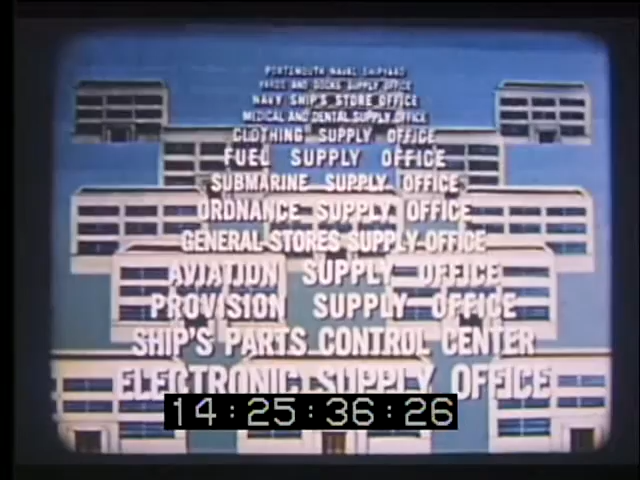 PORTSMOUTH NAVAL SHIPYARD
YARDS AND DOCKS SUPPLY OFFICE
NAVY SHIP'S STORE OFFICE
MEDICAL AND DENTAL SUPPLY OFFICE
CLOTHING SUPPLY OFFICE
FUEL SUPPLY OFFICE
SUBMARINE SUPPLY OFFICE
ORDNANCE SUPPLY OFFICE
GENERAL STORES SUPPLY OFFICE
AVIATION SUPPLY OFFICE
PROVISION SUPPLY OFFICE
SHIP'S PARTS CONTROL CENTER
ELECTRONIC SUPPLY OFFICE
14:25:36:26